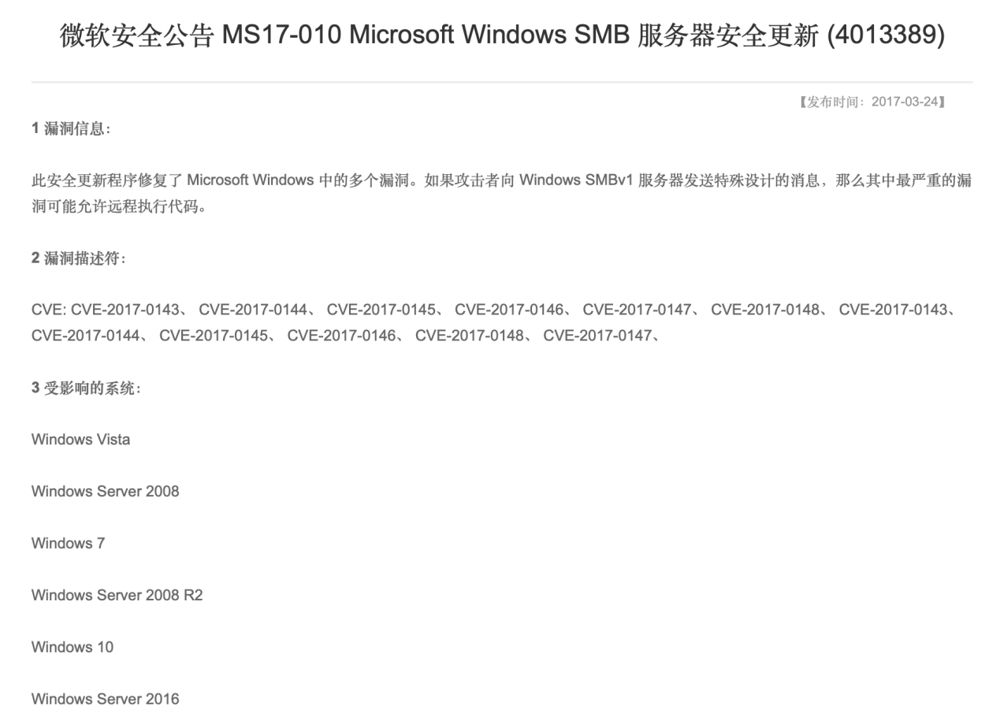 微软安全公告 MS17-010 Microsoft Windows SMB 服务器安全更新 (4013389)
【发布时间：2017-03-24】
1 漏洞信息：
此安全更新程序修复了 Microsoft Windows 中的多个漏洞。如果攻击者向 Windows SMBv1 服务器发送特殊设计的消息，那么其中最严重的漏
洞可能允许远程执行代码。
2 漏洞描述符：
CVE: CVE-2017-0143、 CVE-2017-0144、 CVE-2017-0145、 CVE-2017-0146、 CVE-2017-0147、 CVE-2017-0148、 CVE-2017-0143、
CVE-2017-0144、 CVE-2017-0145、 CVE-2017-0146、 CVE-2017-0148、 CVE-2017-0147、
3 受影响的系统：
Windows Vista
Windows Server 2008
Windows 7
Windows Server 2008 R2
Windows 10
Windows Server 2016